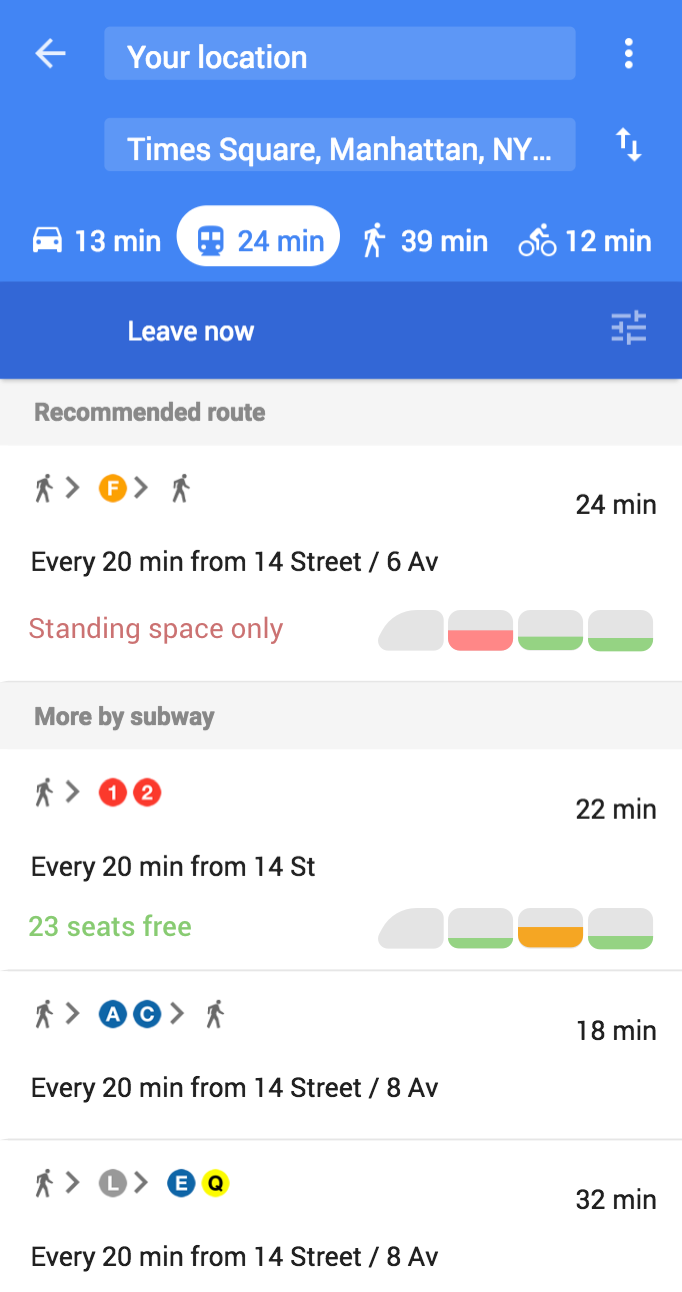 Your location
Times Square, Manhattan, NY...
13 min 24 min 39 min 12 min
Leave now
Recommended route
F
24 min
Every 20 min from 14 Street / 6 Av
Standing space only
More by subway
1 2
22 min
Every 20 min from 14 St
23 seats free
A C
18 min
Every 20 min from 14 Street / 8 Av
L E Q
32 min
Every 20 min from 14 Street / 8 Av